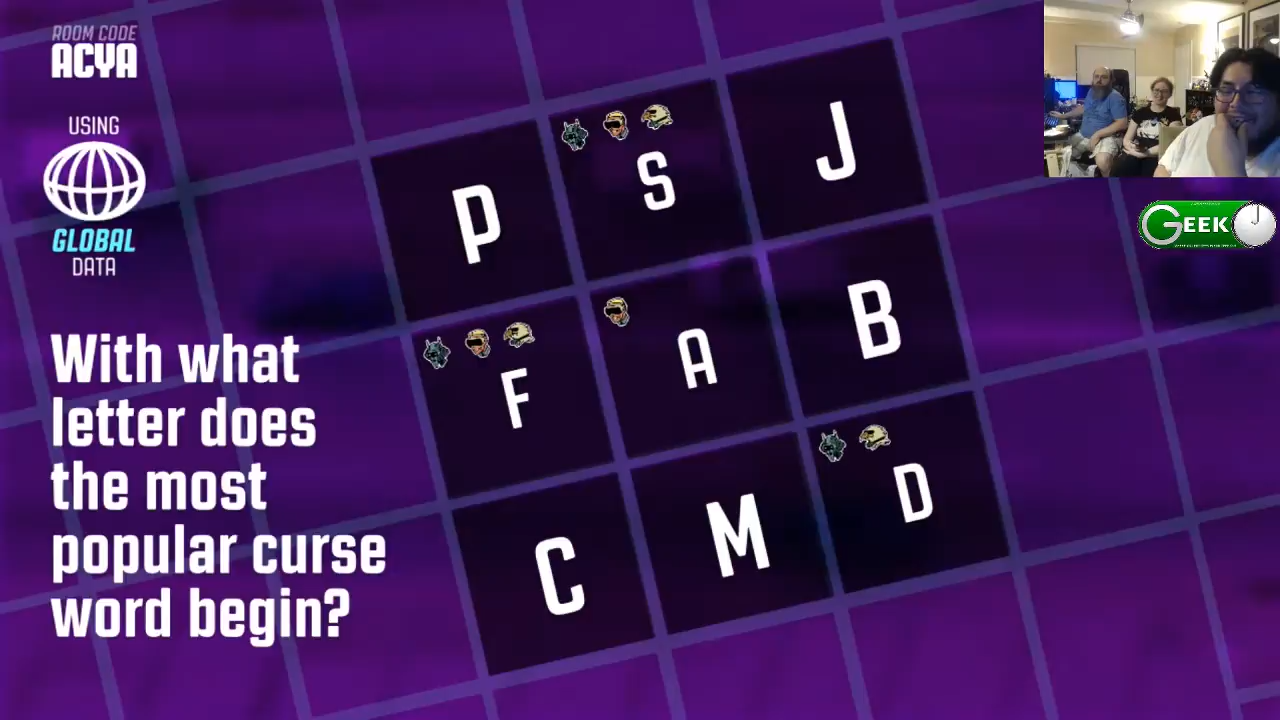 ROOM CODE
ACYA
USING
GLOBAL
DATA
With what
letter does
the most
popular curse
word begin?
P
S
J
F
A
B
C
M
D
GEEK